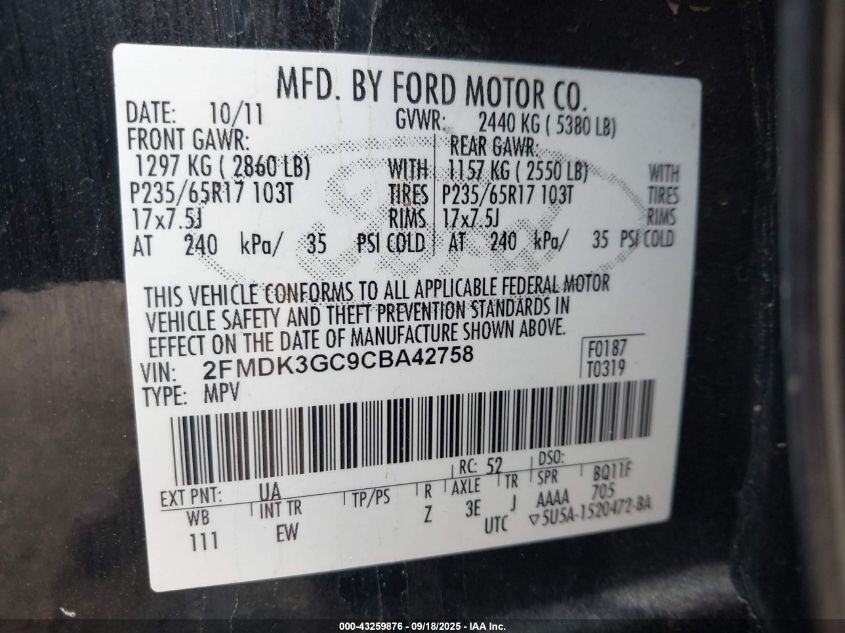 MFD. BY FORD MOTOR CO.
DATE: 10/11 GVWR: 2440 KG ( 5380 LB)
FRONT GAWR: REAR GAWR:
1297 KG ( 2860 LB) WITH 1157 KG ( 2550 LB) WITH
P235/65R17 103T TIRES P235/65R17 103T TIRES
17x7.5J RIMS 17x7.5J RIMS
AT 240 kPa/ 35 PSI COLD AT 240 kPa/ 35 PSI COLD
THIS VEHICLE CONFORMS TO ALL APPLICABLE FEDERAL MOTOR
VEHICLE SAFETY AND THEFT PREVENTION STANDARDS IN
EFFECT ON THE DATE OF MANUFACTURE SHOWN ABOVE.
VIN: 2FMDK3GC9CBA42758 F0187
TYPE: MPV T0319
RC: 52 DSO:
EXT PNT: UA BQ11F
WB INT TR TP/PS R AXLE TR SPR
111 EW Z 3E J AAAA 705
UTC ▽5U5A-1520472-BA
000-43259876 - 09/18/2025 - IAA Inc.